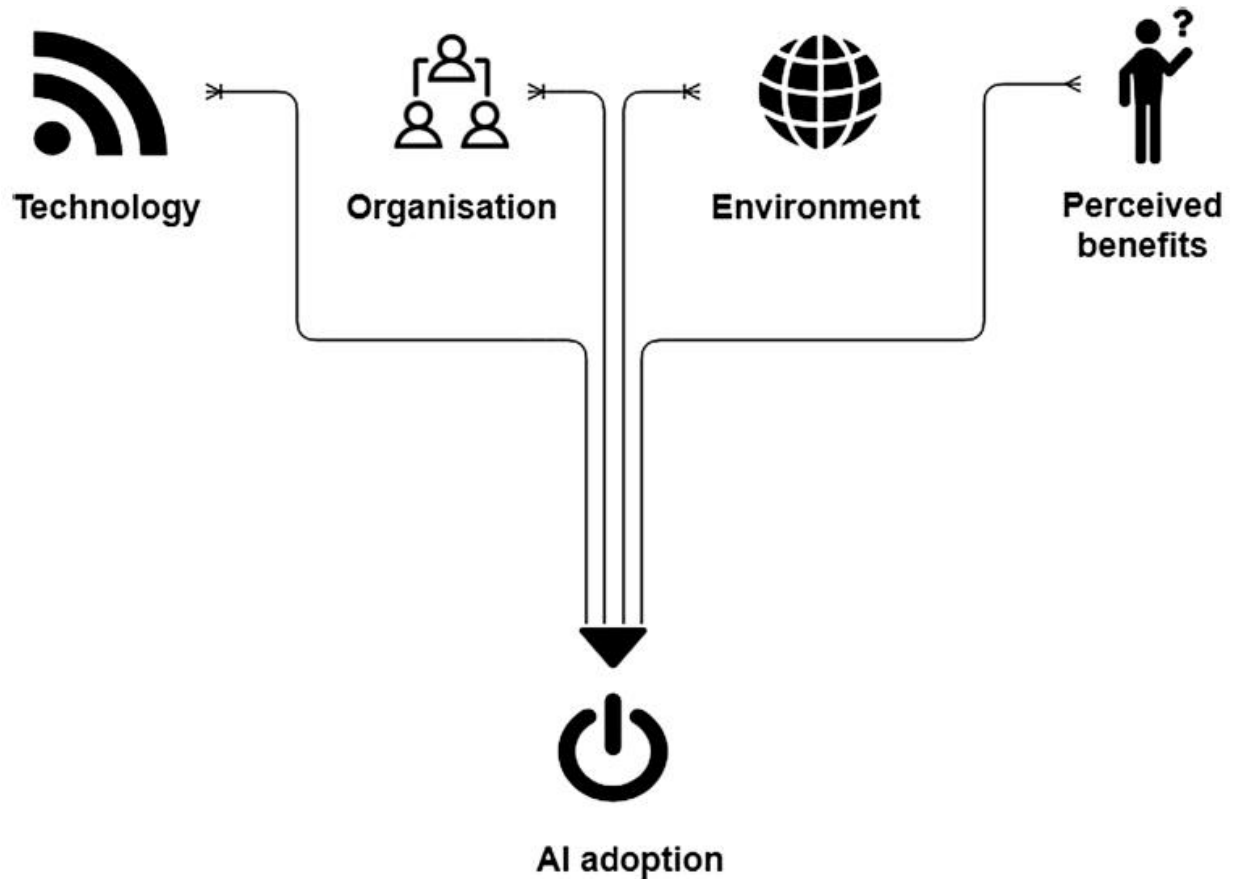 ?
Technology
Organisation
Environment
Perceived
benefits
AI adoption